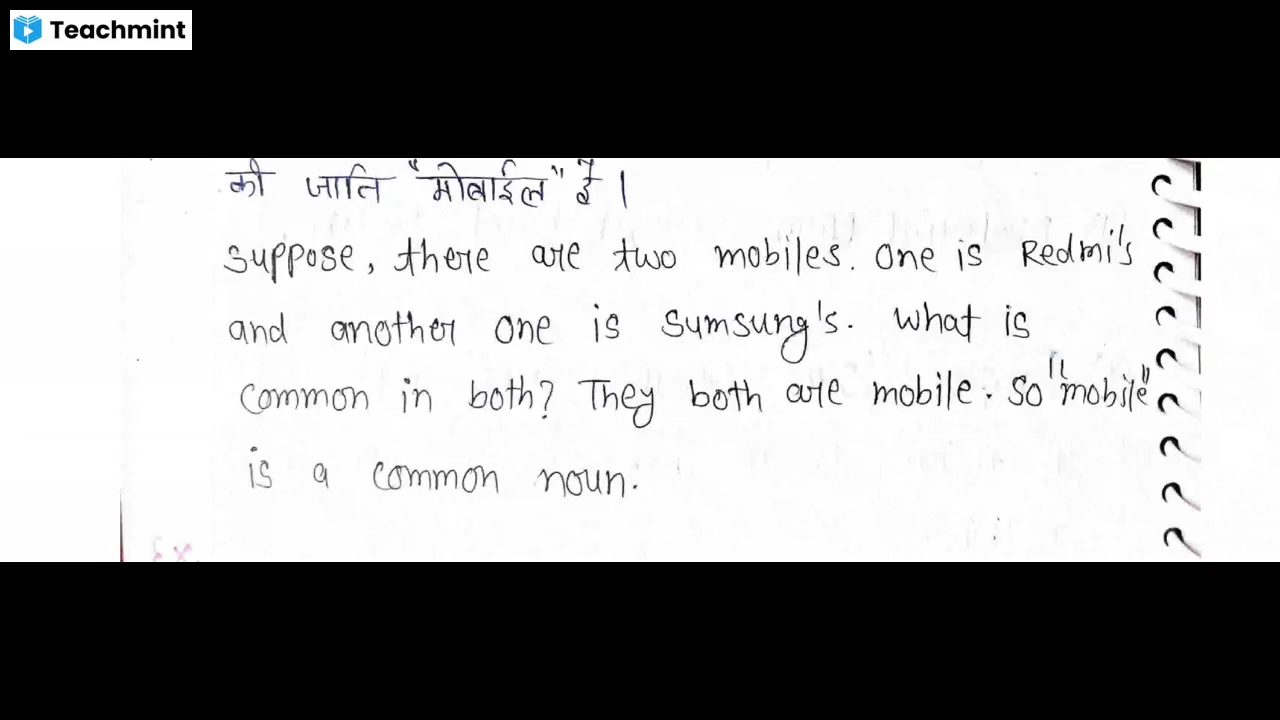 Teachmint
की जाति "मोबाईल" है।
Suppose, there are two mobiles. One is Redmi's
and another one is Sumsung's. What is
common in both? They both are mobile. So "mobile"
is a common noun.
Ex.